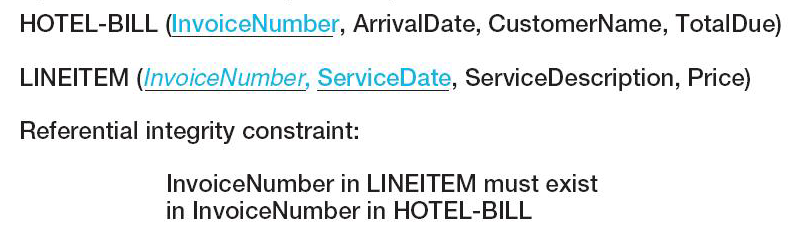 HOTEL-BILL (InvoiceNumber, ArrivalDate, CustomerName, TotalDue)
LINEITEM (InvoiceNumber, ServiceDate, ServiceDescription, Price)
Referential integrity constraint:
InvoiceNumber in LINEITEM must exist
in InvoiceNumber in HOTEL-BILL